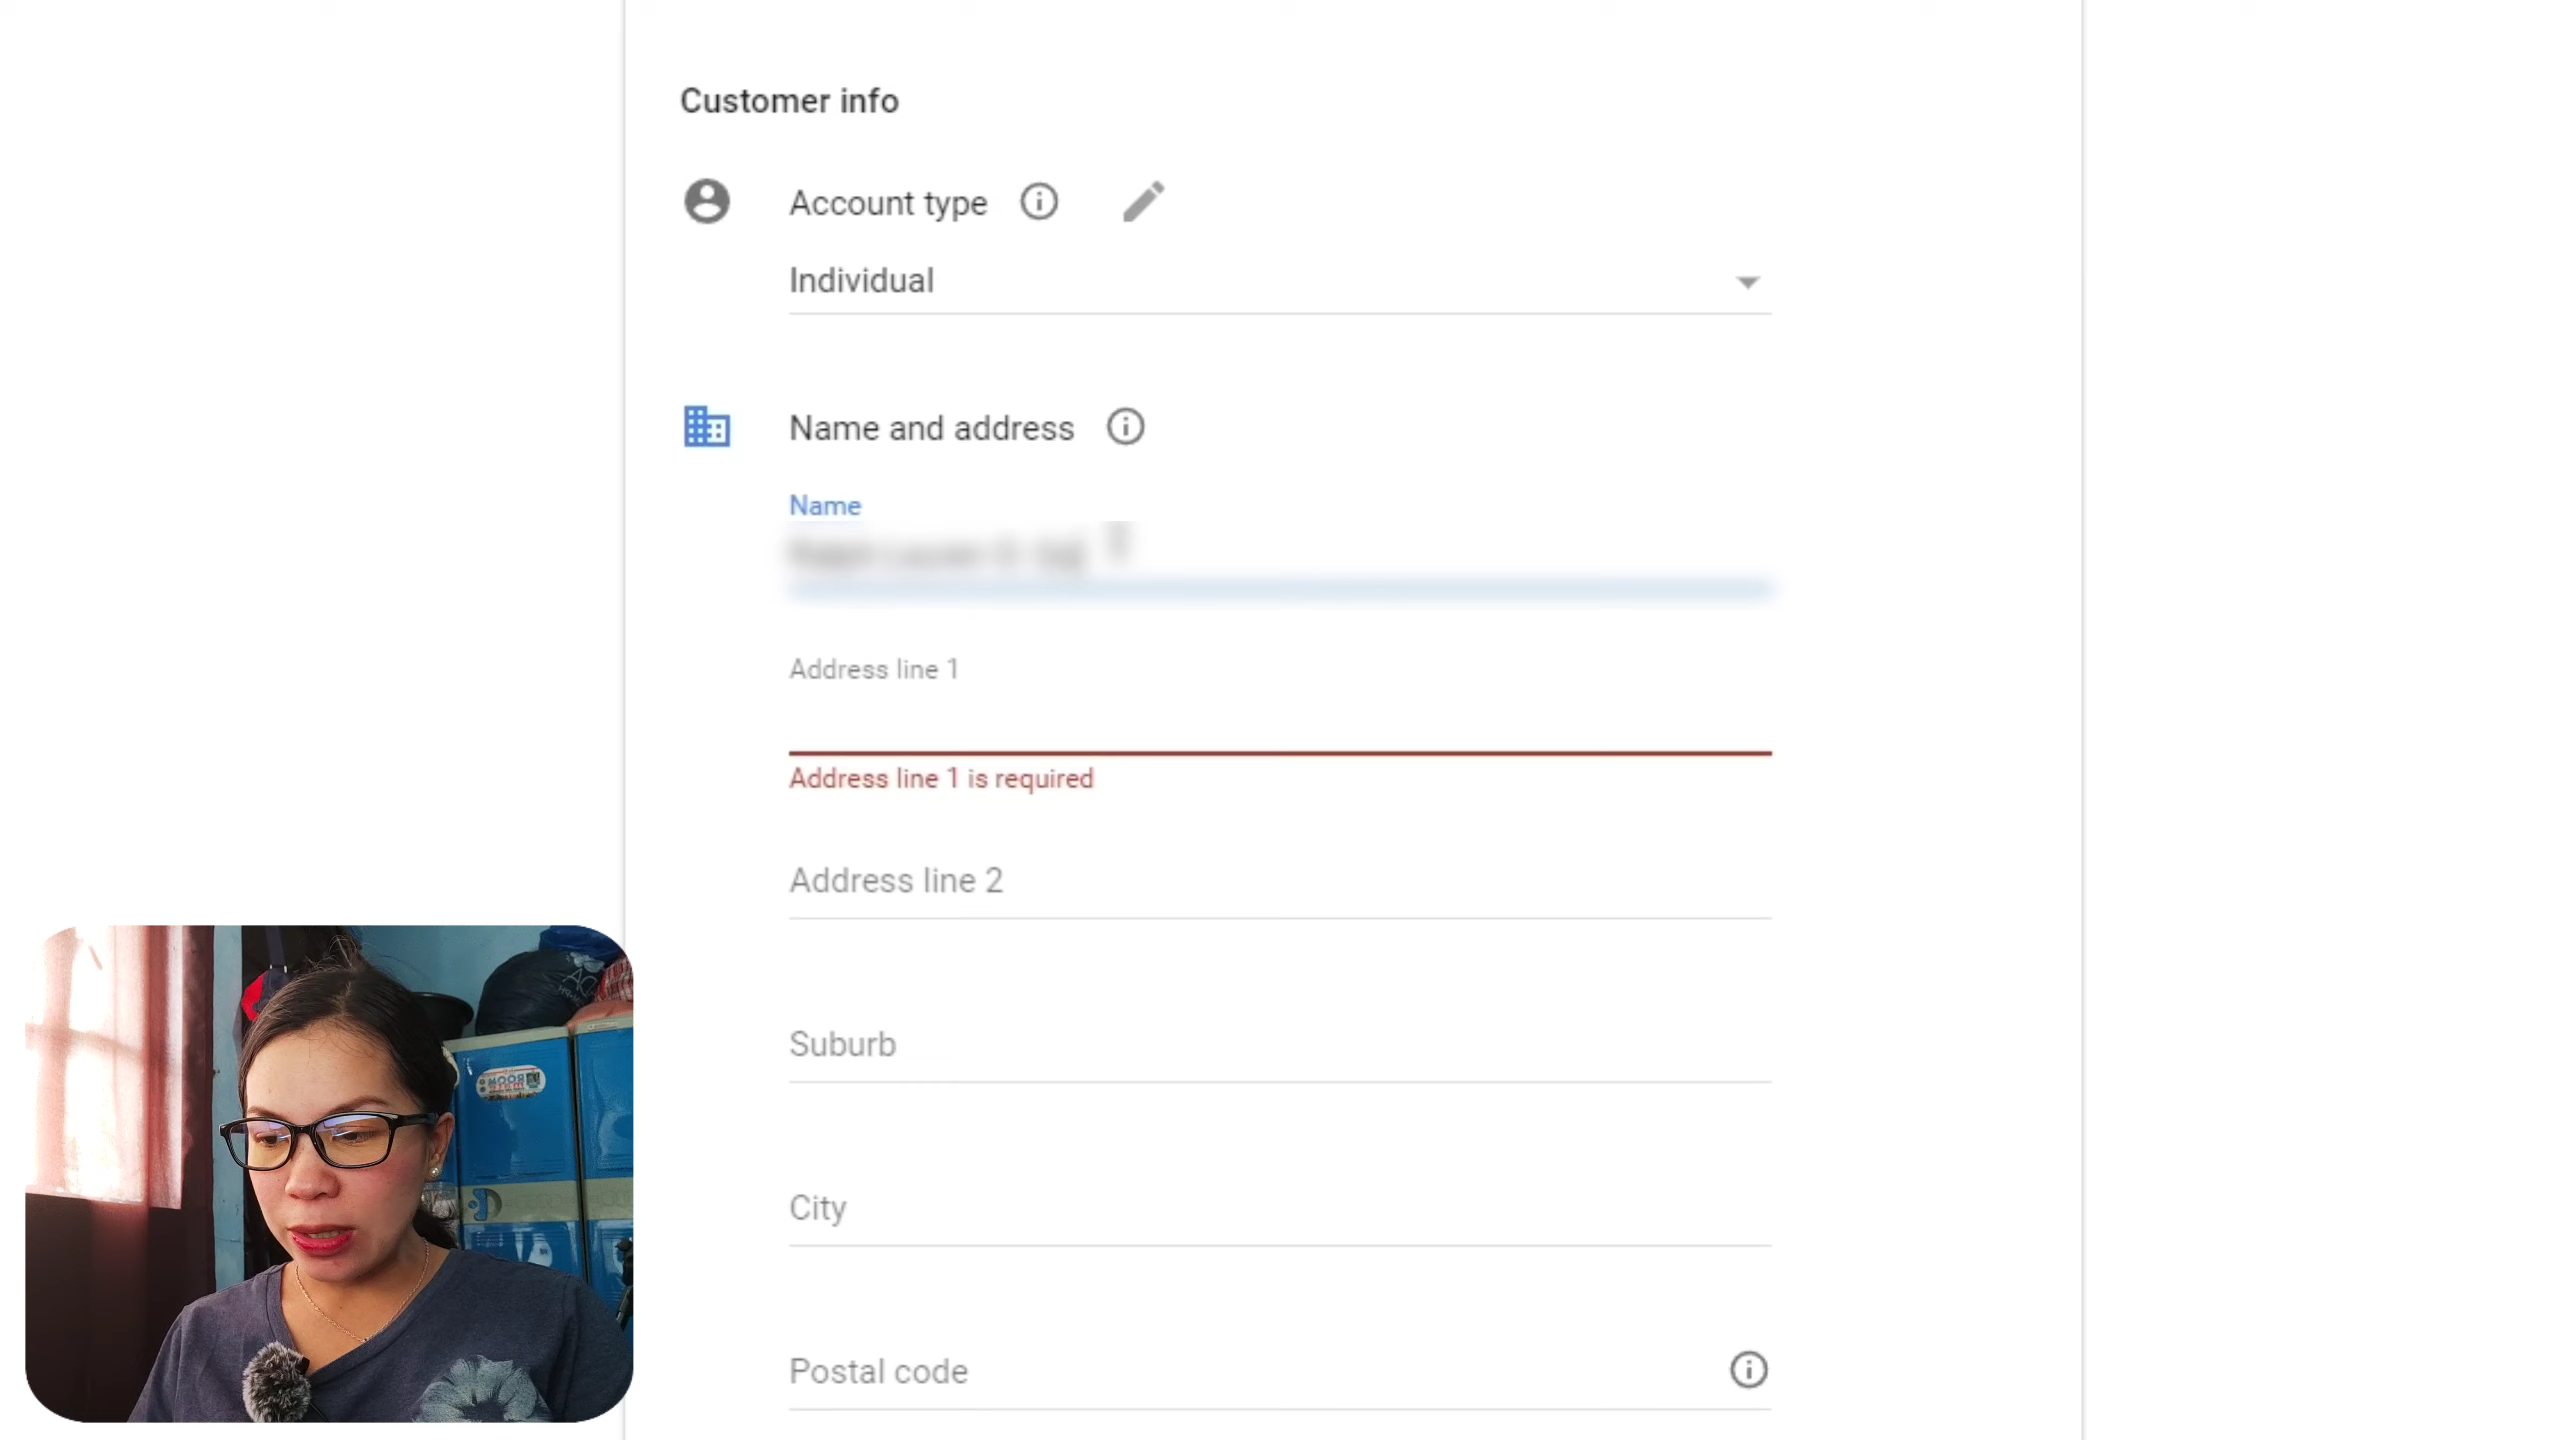 Customer info
Account type
Individual
Name and address
Name
Address line 1
Address line 1 is required
Address line 2
Suburb
City
Postal code